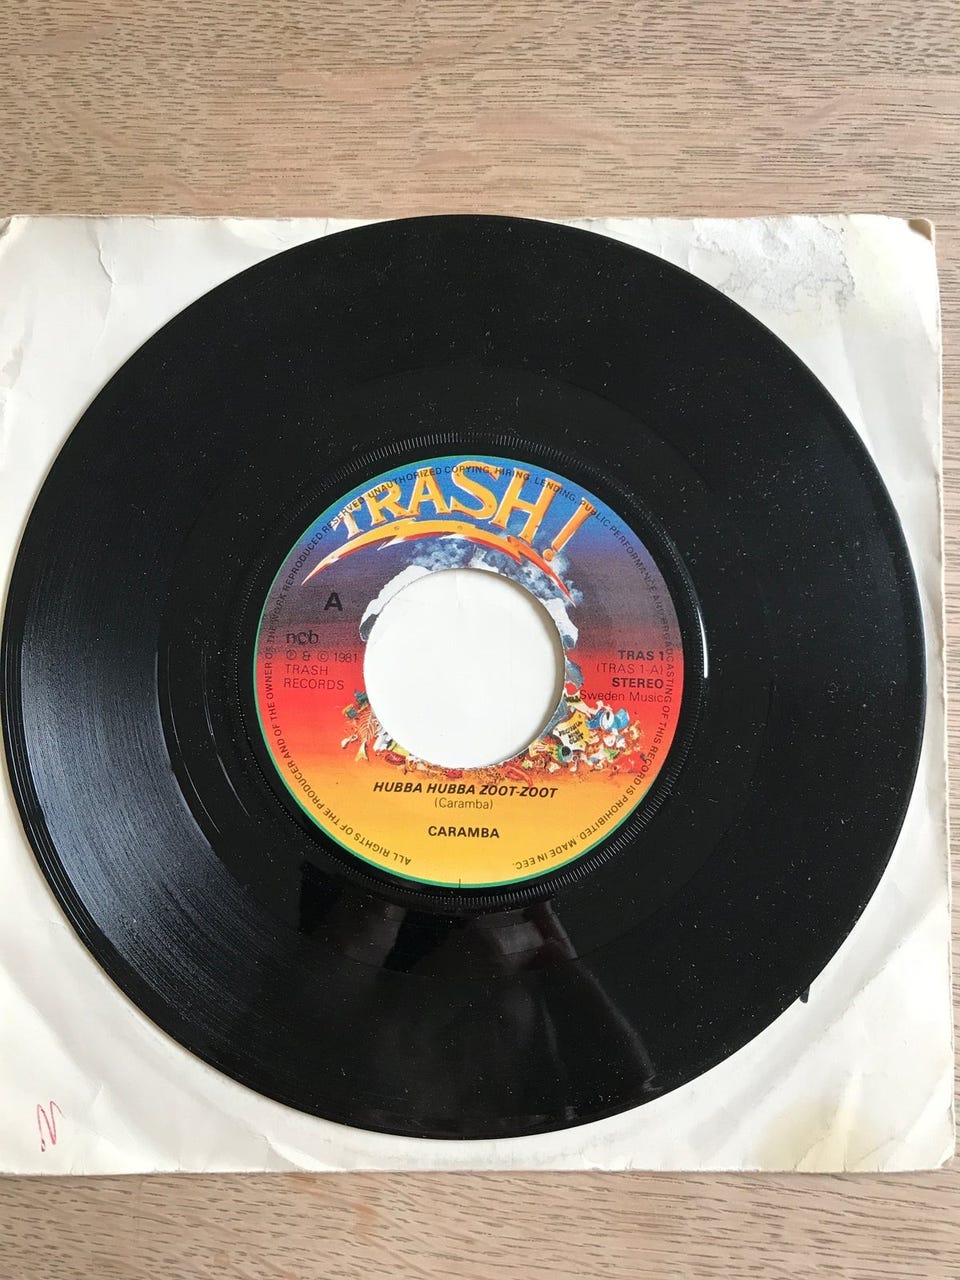 TRASH!
ALL RIGHTS OF THE PRODUCER AND OF THE OWNER OF THE WORK REPRODUCED RESERVED. UNAUTHORIZED COPYING, HIRING, LENDING, PUBLIC PERFORMANCE AND BROADCASTING OF THIS RECORD IS PROHIBITED. MADE IN EEC.
A
ncb
℗ & © 1981
TRASH
RECORDS
TRAS 1
(TRAS 1-A)
STEREO
Sweden Music
HUBBA HUBBA ZOOT-ZOOT
(Caramba)
CARAMBA